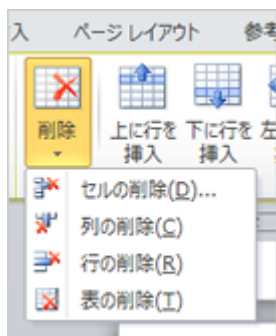 入 ページ レイアウト 参考
削除 上に行を 下に行を 左
挿入 挿入
セルの削除(D)...
列の削除(C)
行の削除(R)
表の削除(T)